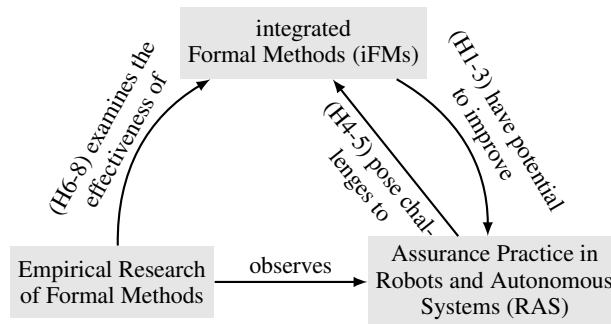 integrated
Formal Methods (iFMs)
(H6-8) examines the
effectiveness of
(H4-5) pose chal-
lenges to
(H1-3) have potential
to improve
Empirical Research
of Formal Methods
observes
Assurance Practice in
Robots and Autonomous
Systems (RAS)